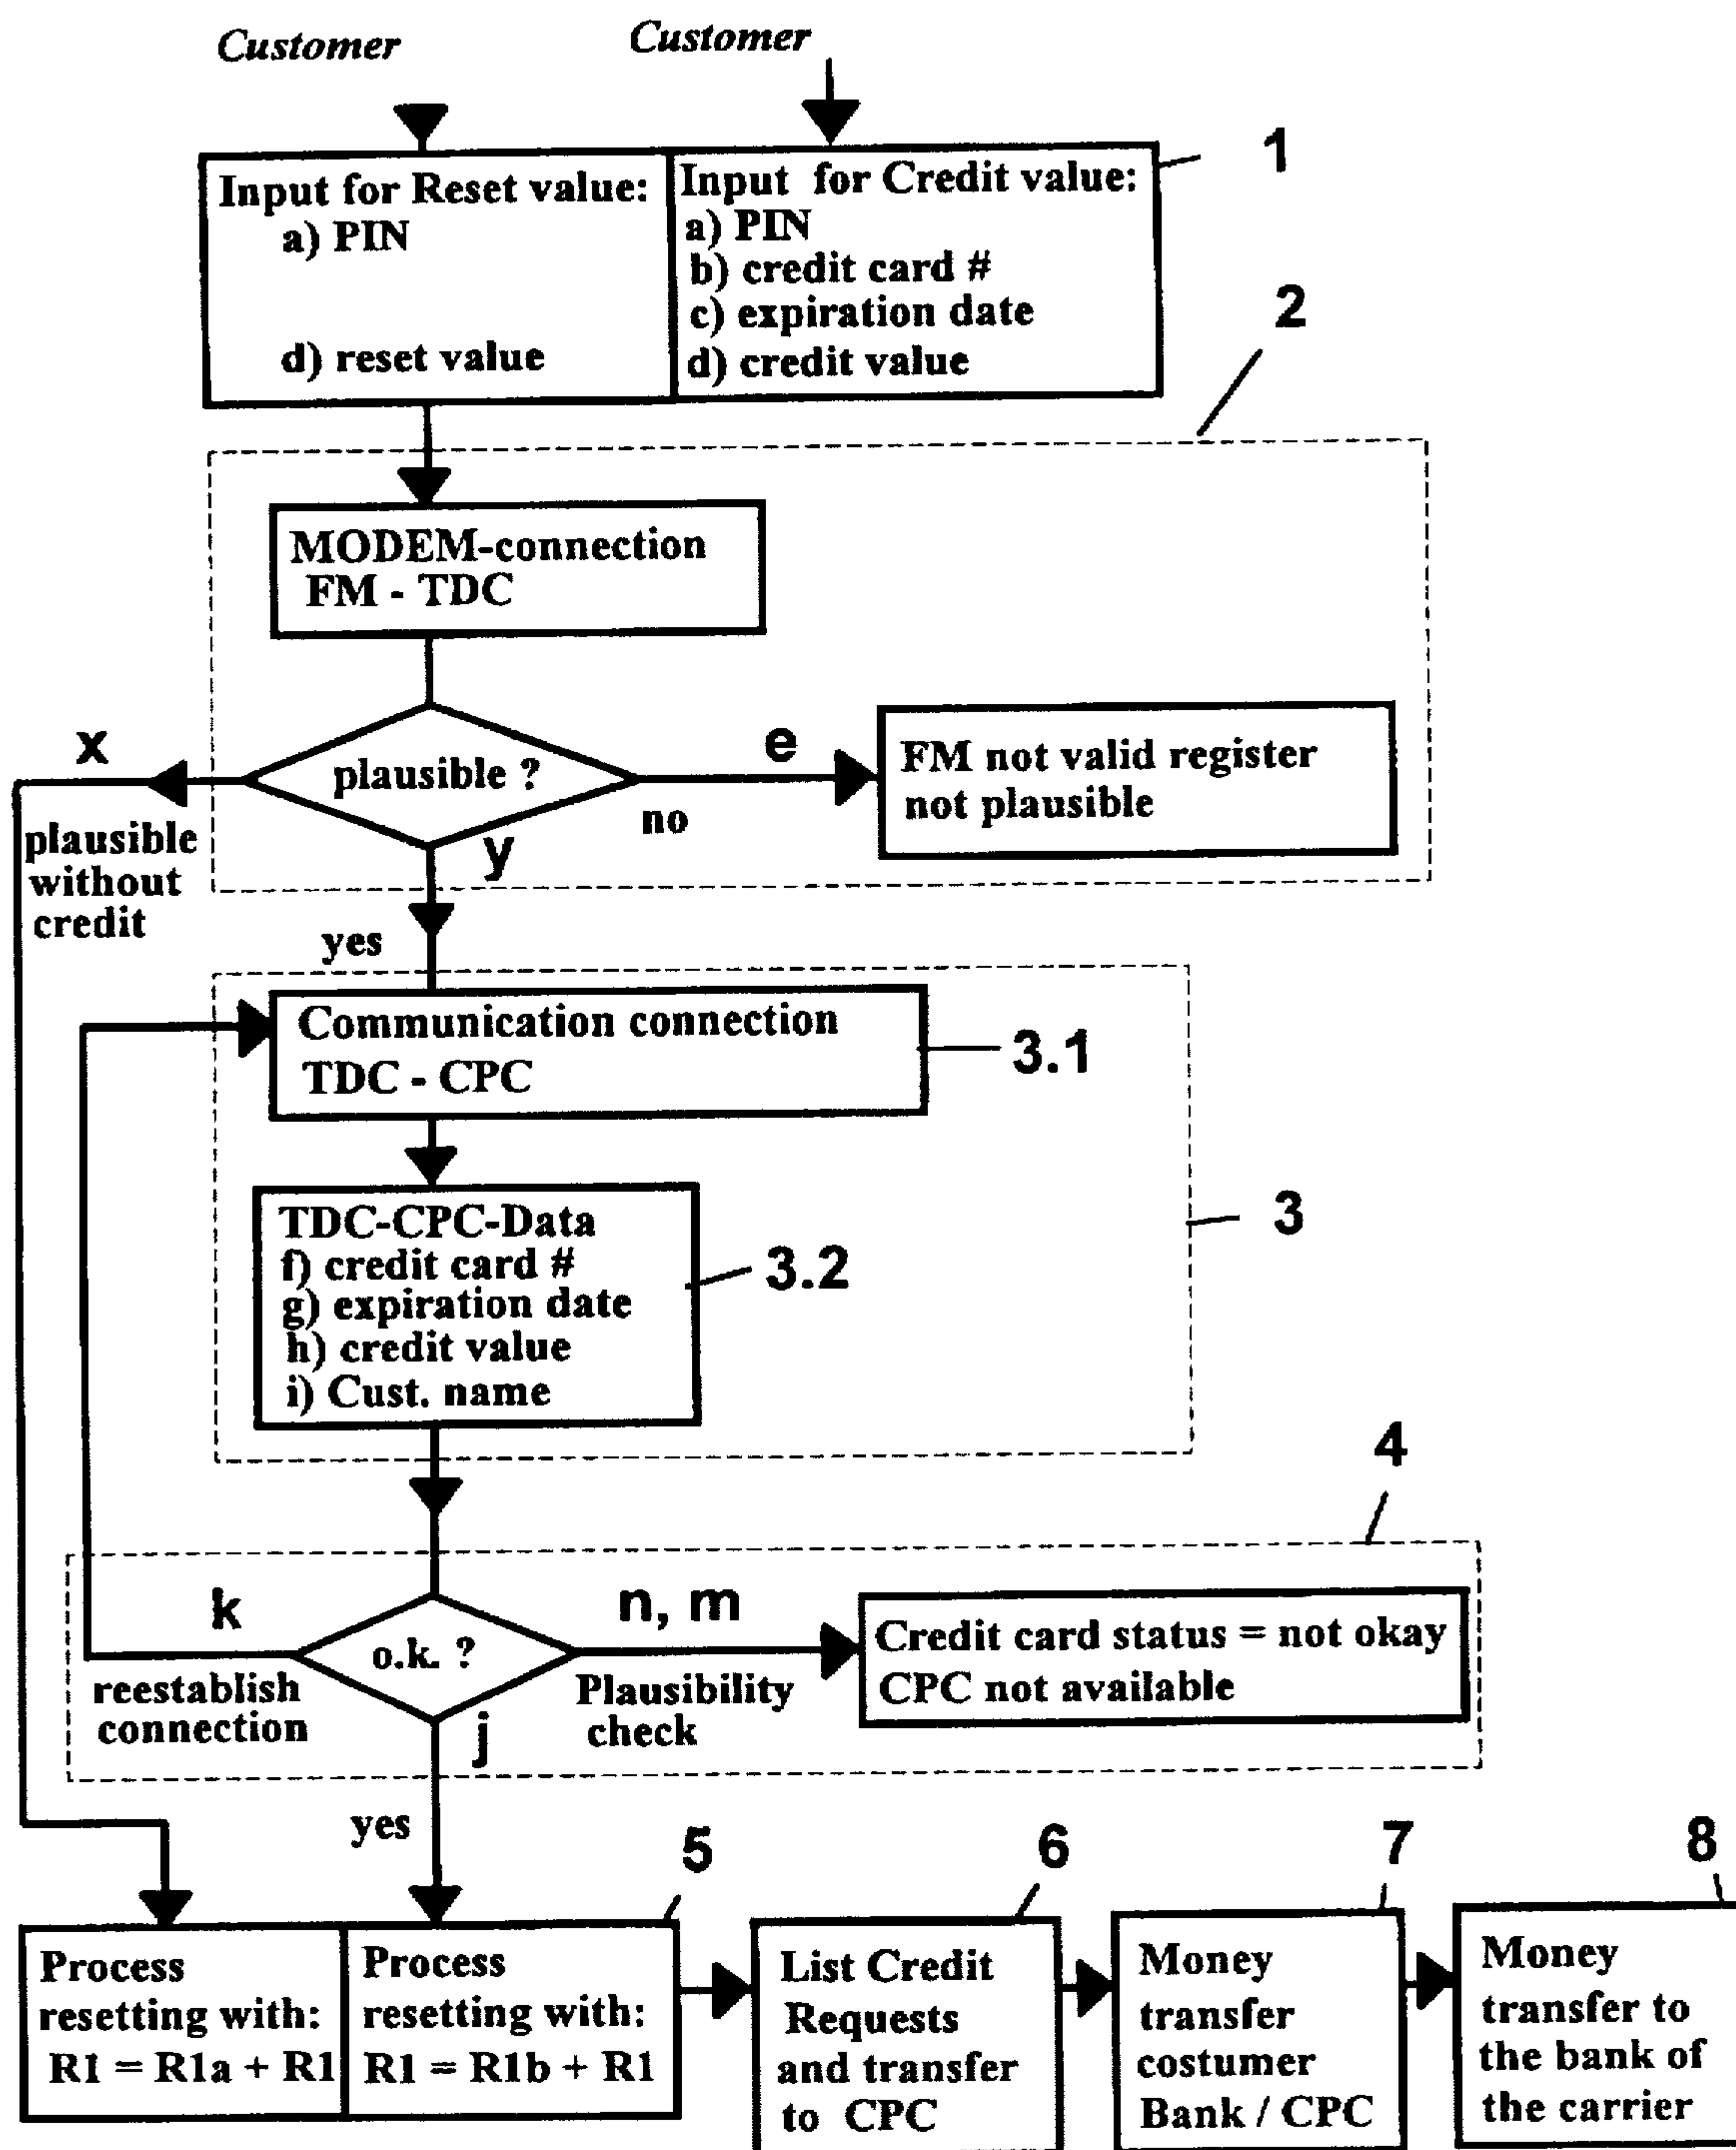 Customer
Customer
1
Input for Reset value:
a) PIN
d) reset value
Input for Credit value:
a) PIN
b) credit card #
c) expiration date
d) credit value
2
MODEM-connection
FM - TDC
x
plausible ?
e
no
FM not valid register
not plausible
plausible
without
credit
y
yes
Communication connection
TDC - CPC
3.1
TDC-CPC-Data
f) credit card #
g) expiration date
h) credit value
i) Cust. name
3.2
3
4
k
o.k. ?
n, m
reestablish
connection
Plausibility
check
Credit card status = not okay
CPC not available
j
yes
5
6
7
8
Process
resetting with:
R1 = R1a + R1
Process
resetting with:
R1 = R1b + R1
List Credit
Requests
and transfer
to CPC
Money
transfer
costumer
Bank / CPC
Money
transfer to
the bank of
the carrier